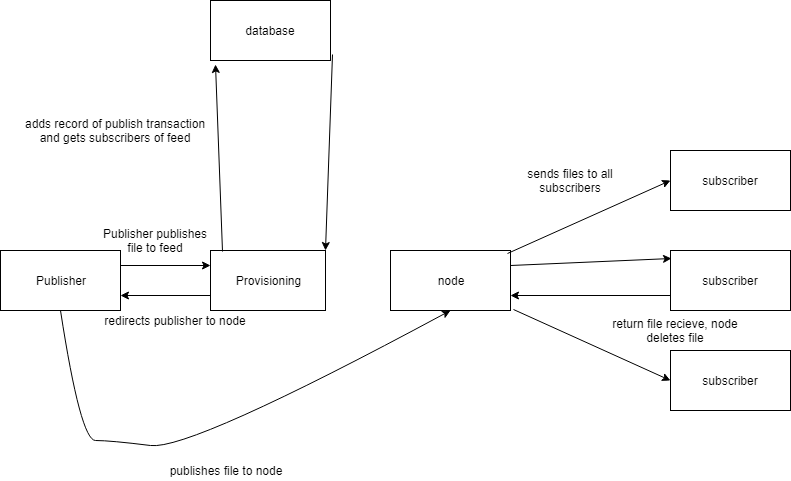 database
adds record of publish transaction
and gets subscribers of feed
sends files to all
subscribers
subscriber
Publisher publishes
file to feed
Publisher
Provisioning
node
subscriber
redirects publisher to node
return file recieve, node
deletes file
subscriber
publishes file to node